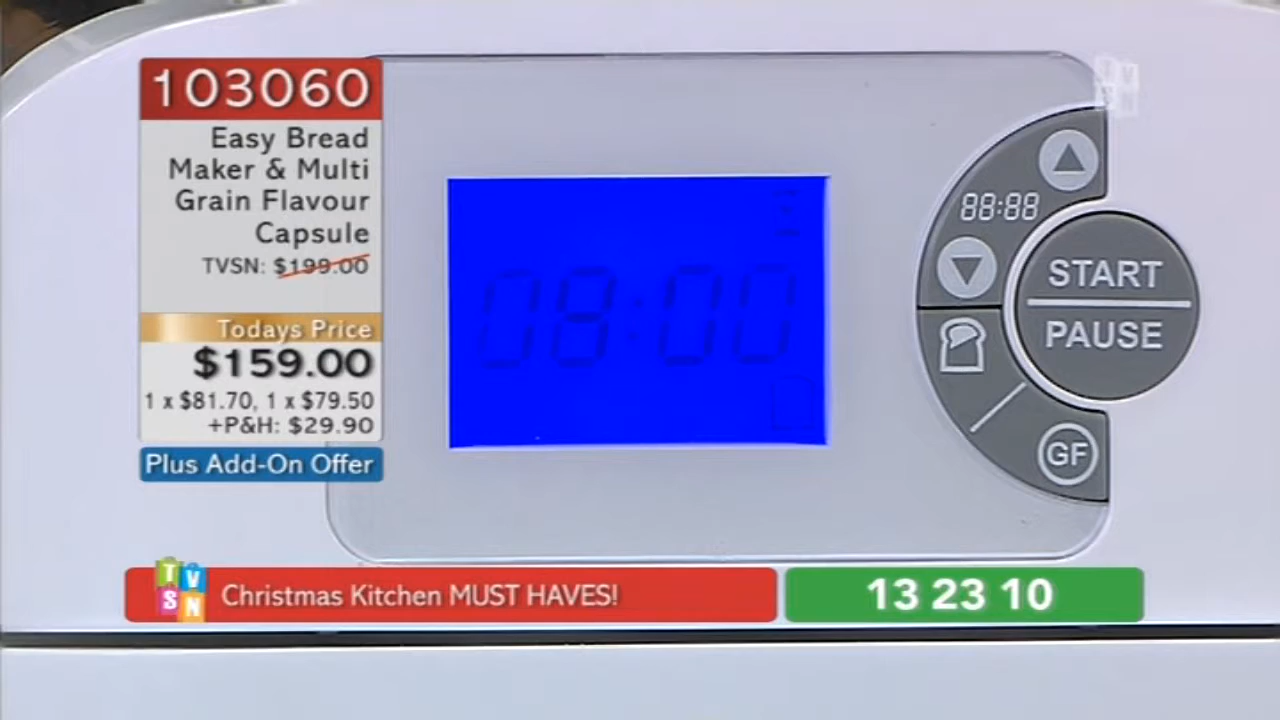 103060
Easy Bread
Maker & Multi
Grain Flavour
Capsule
TVSN: $199.00
Todays Price
$159.00
1 x $81.70, 1 x $79.50
+P&H: $29.90
Plus Add-On Offer
08:00
88:88
START
PAUSE
GF
TVSN
Christmas Kitchen MUST HAVES!
13 23 10
TV
SN